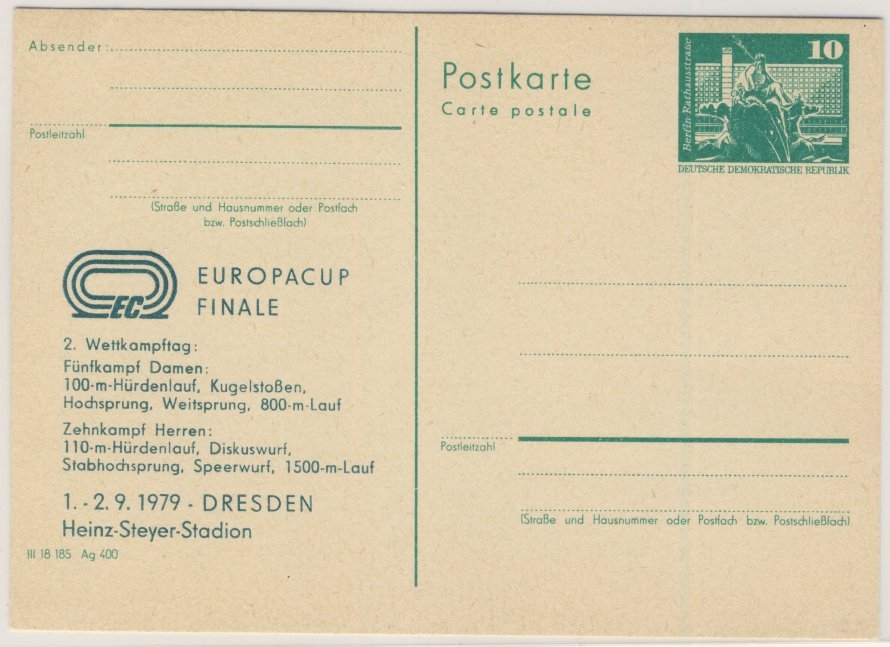 Absender:
Postleitzahl
(Straße und Hausnummer oder Postfach
bzw. Postschließfach)
EC
EUROPACUP
FINALE
2. Wettkampftag:
Fünfkampf Damen:
100-m-Hürdenlauf, Kugelstoßen,
Hochsprung, Weitsprung, 800-m-Lauf
Zehnkampf Herren:
110-m-Hürdenlauf, Diskuswurf,
Stabhochsprung, Speerwurf, 1500-m-Lauf
1. - 2. 9. 1979 - DRESDEN
Heinz-Steyer-Stadion
III 18 185 Ag 400
Postkarte
Carte postale
Berlin Rathausstraße
10
DEUTSCHE DEMOKRATISCHE REPUBLIK
Postleitzahl
(Straße und Hausnummer oder Postfach bzw. Postschließfach)